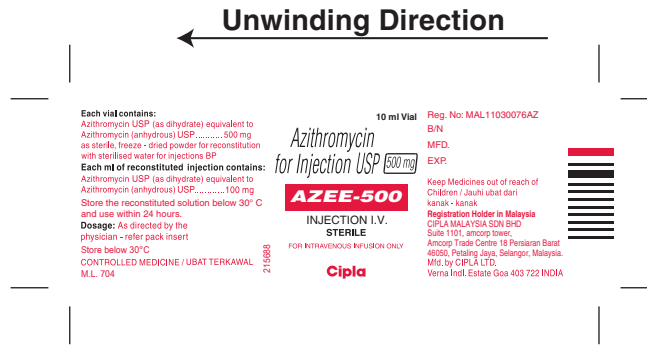 Unwinding Direction
Each vial contains:
Azithromycin USP (as dihydrate) equivalent to
Azithromycin (anhydrous) USP...........500 mg
as sterile, freeze - dried powder for reconstitution
with sterilised water for injections BP
Each ml of reconstituted injection contains:
Azithromycin USP (as dihydrate) equivalent to
Azithromycin (anhydrous) USP............100 mg
Store the reconstituted solution below 30° C
and use within 24 hours.
Dosage: As directed by the
physician - refer pack insert
Store below 30°C
CONTROLLED MEDICINE / UBAT TERKAWAL
M.L. 704
215688
10 ml Vial
Azithromycin
for Injection USP 500 mg
AZEE-500
INJECTION I.V.
STERILE
FOR INTRAVENOUS INFUSION ONLY
Cipla
Reg. No: MAL11030076AZ
B/N
MFD.
EXP.
Keep Medicines out of reach of
Children / Jauhi ubat dari
kanak - kanak
Registration Holder in Malaysia
CIPLA MALAYSIA SDN BHD
Suite 1101, amcorp tower,
Amcorp Trade Centre 18 Persiaran Barat
46050, Petaling Jaya, Selangor, Malaysia.
Mfd. by CIPLA LTD.
Verna Indl. Estate Goa 403 722 INDIA